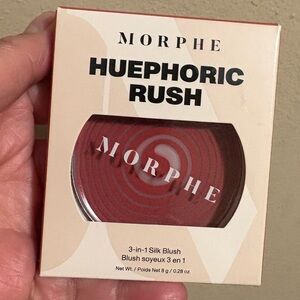 MORPHE
HUEPHORIC
RUSH
MORPHE
3-in-1 Silk Blush
Blush soyeux 3 en 1
Net Wt. / Poids Net 8 g / 0.28 oz